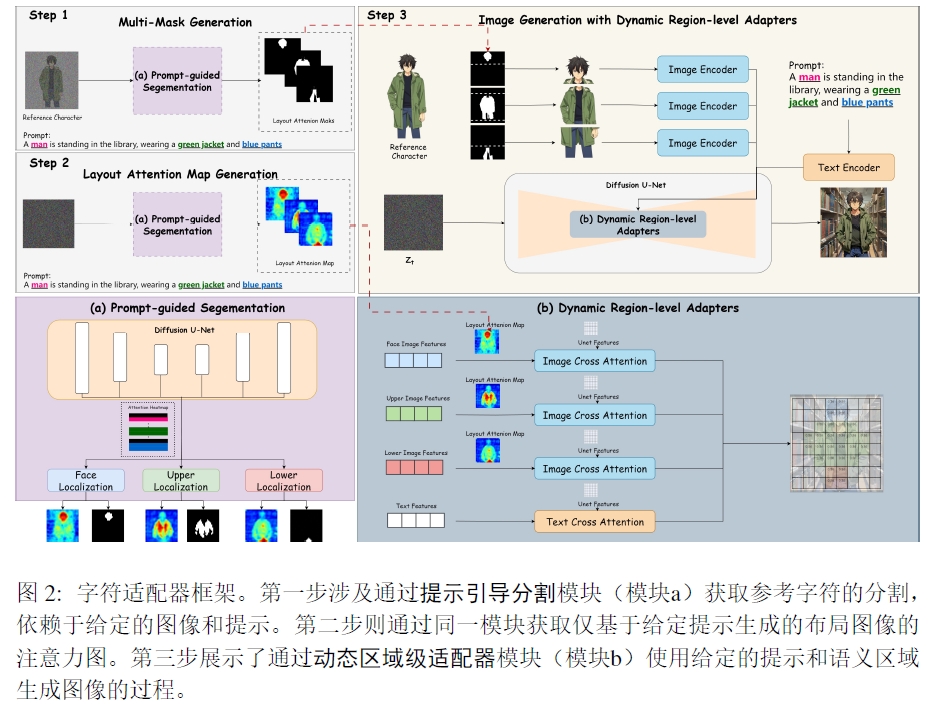 Step 1
Multi-Mask Generation
(a) Prompt-guided
Segementation
Reference Character
Layout Attenion Maks
Prompt:
A man is standing in the library, wearing a green jacket and blue pants
Step 2
Layout Attention Map Generation
(a) Prompt-guided
Segementation
Layout Attention Map
Prompt:
A man is standing in the library, wearing a green jacket and blue pants
Step 3
Image Generation with Dynamic Region-level Adapters
Reference
Character
Image Encoder
Image Encoder
Image Encoder
Prompt:
A man is standing in the
library, wearing a green
jacket and blue pants
Text Encoder
Diffusion U-Net
(b) Dynamic Region-level
Adapters
zₜ
(a) Prompt-guided Segementation
Diffusion U-Net
Attention Heatmap
Face
Localization
Upper
Localization
Lower
Localization
(b) Dynamic Region-level Adapters
Face Image Features
Layout Attenion Map
Unet Features
Image Cross Attention
Upper Image Features
Layout Attenion Map
Unet Features
Image Cross Attention
Lower Image Features
Layout Attenion Map
Unet Features
Image Cross Attention
Text Features
Unet Features
Text Cross Attention
图 2: 字符适配器框架。第一步涉及通过提示引导分割模块（模块a）获取参考字符的分割，
依赖于给定的图像和提示。第二步则通过同一模块获取仅基于给定提示生成的布局图像的
注意力图。第三步展示了通过动态区域级适配器模块（模块b）使用给定的提示和语义区域
生成图像的过程。